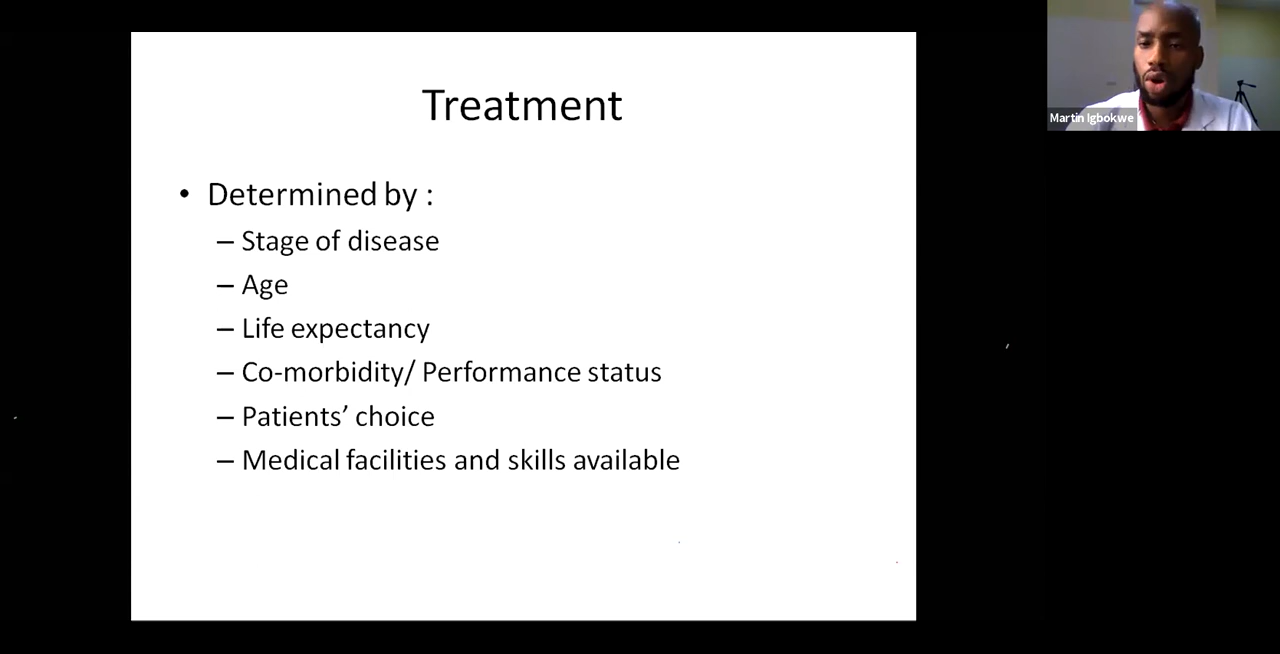 Treatment
• Determined by :
– Stage of disease
– Age
– Life expectancy
– Co-morbidity/ Performance status
– Patients’ choice
– Medical facilities and skills available
Martin Igbokwe